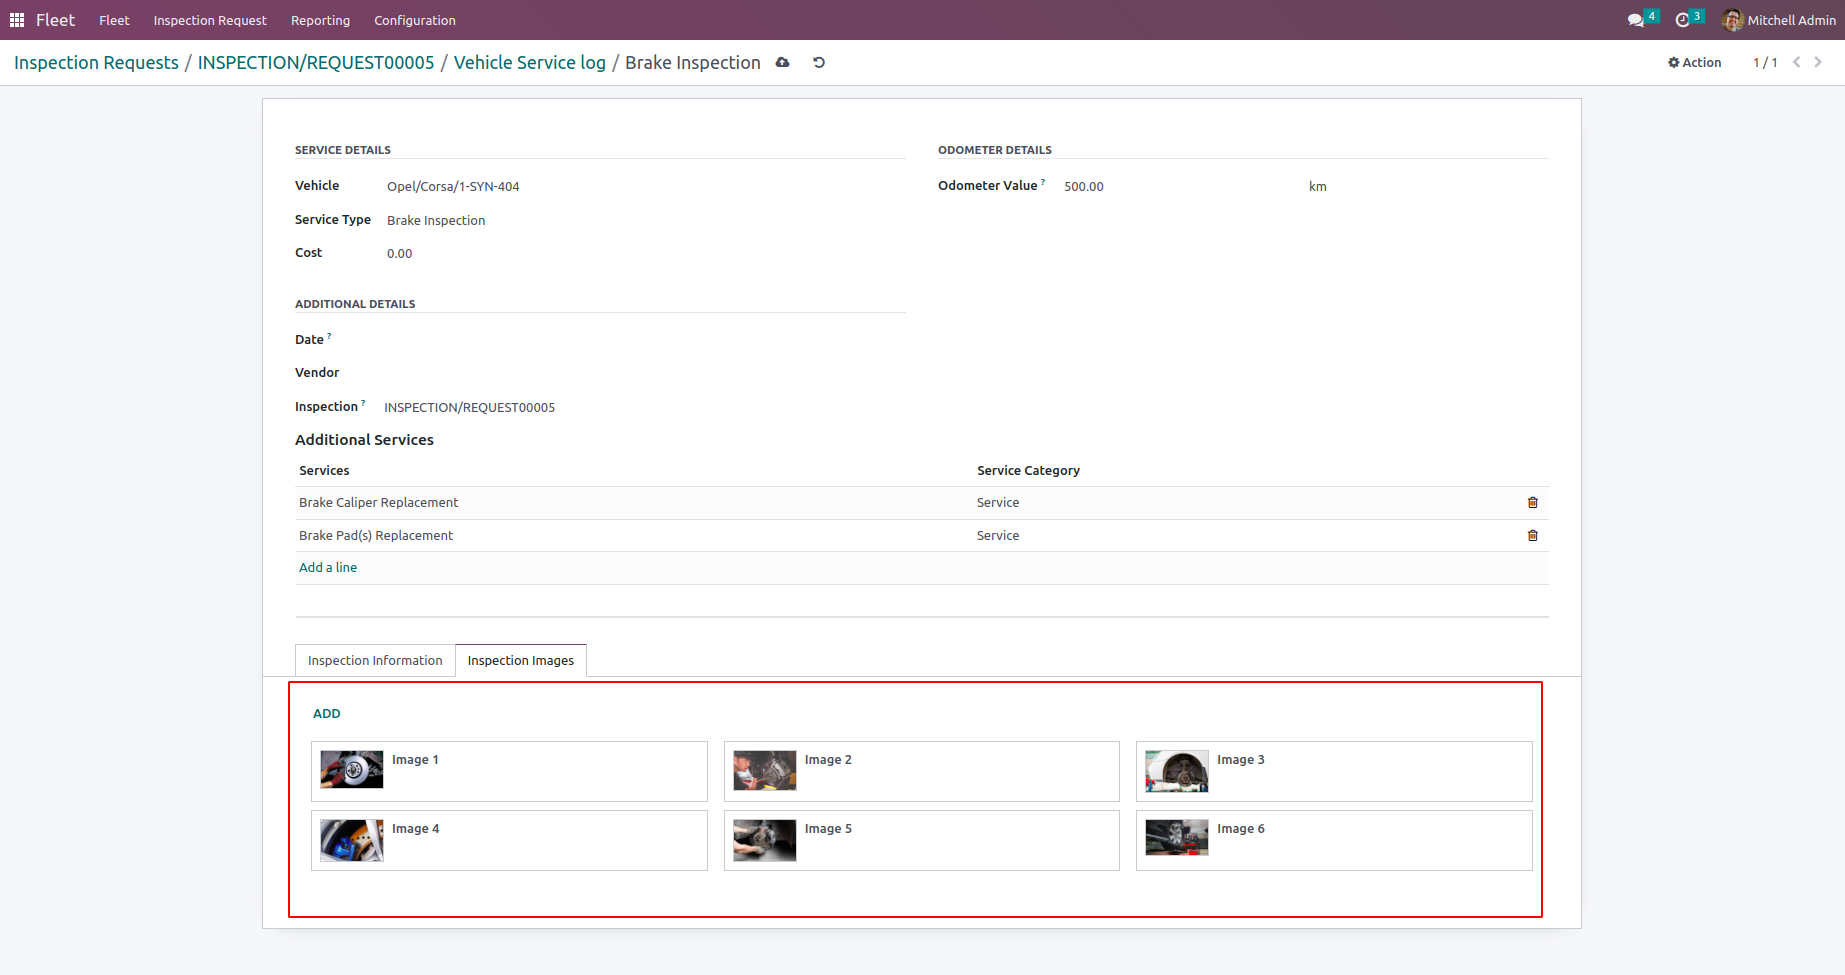 Fleet Fleet Inspection Request Reporting Configuration 4 3 Mitchell Admin
Inspection Requests / INSPECTION/REQUEST00005 / Vehicle Service log / Brake Inspection Action 1 / 1
SERVICE DETAILS
Vehicle Opel/Corsa/1-SYN-404
Service Type Brake Inspection
Cost 0.00
ODOMETER DETAILS
Odometer Value ? 500.00 km
ADDITIONAL DETAILS
Date ?
Vendor
Inspection ? INSPECTION/REQUEST00005
Additional Services
Services Service Category
Brake Caliper Replacement Service
Brake Pad(s) Replacement Service
Add a line
Inspection Information Inspection Images
ADD
Image 1 Image 2 Image 3
Image 4 Image 5 Image 6